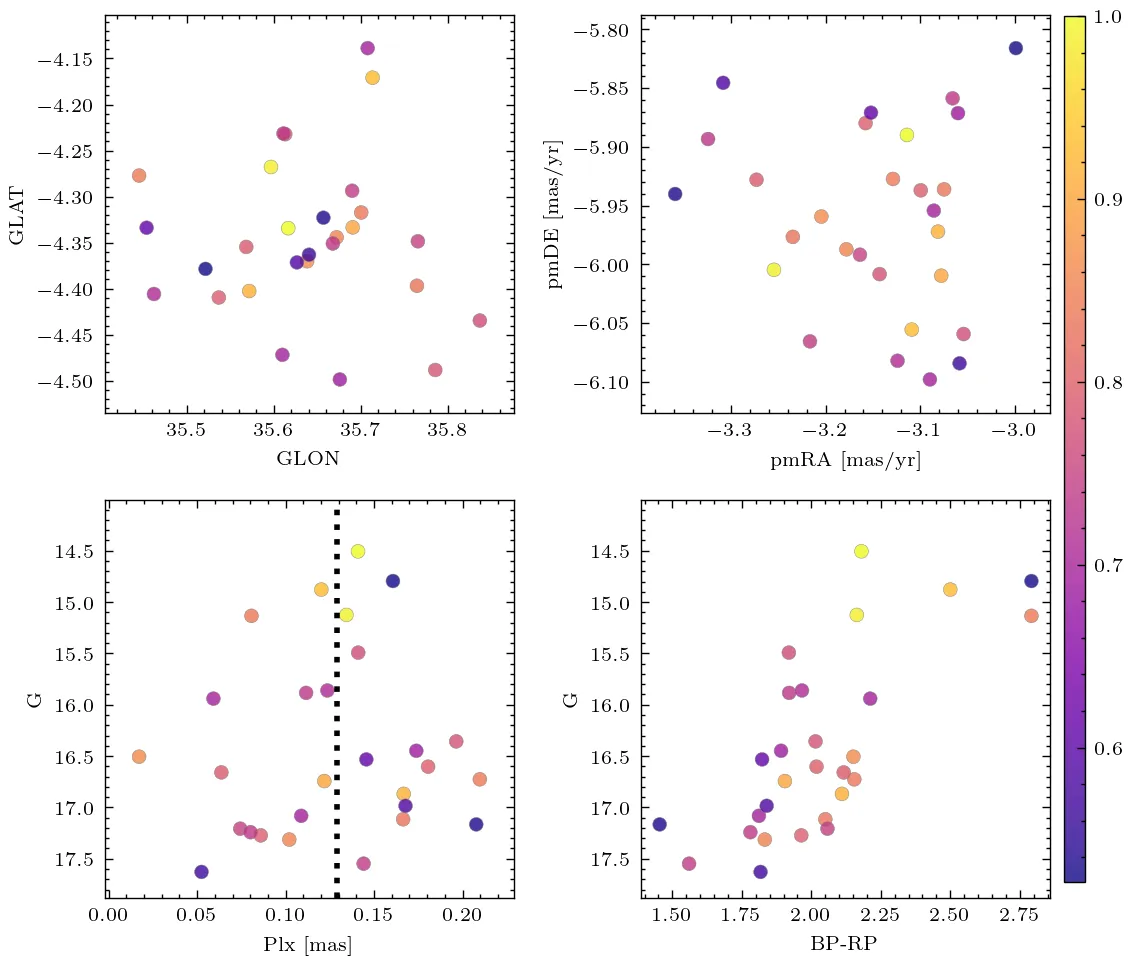 −4.15
−4.20
−4.25
−4.30
−4.35
−4.40
−4.45
−4.50
GLAT
35.5 35.6 35.7 35.8
GLON
−5.80
−5.85
−5.90
−5.95
−6.00
−6.05
−6.10
pmDE [mas/yr]
−3.3 −3.2 −3.1 −3.0
pmRA [mas/yr]
14.5
15.0
15.5
16.0
16.5
17.0
17.5
G
0.00 0.05 0.10 0.15 0.20
Plx [mas]
14.5
15.0
15.5
16.0
16.5
17.0
17.5
G
1.50 1.75 2.00 2.25 2.50 2.75
BP-RP
1.0
0.9
0.8
0.7
0.6